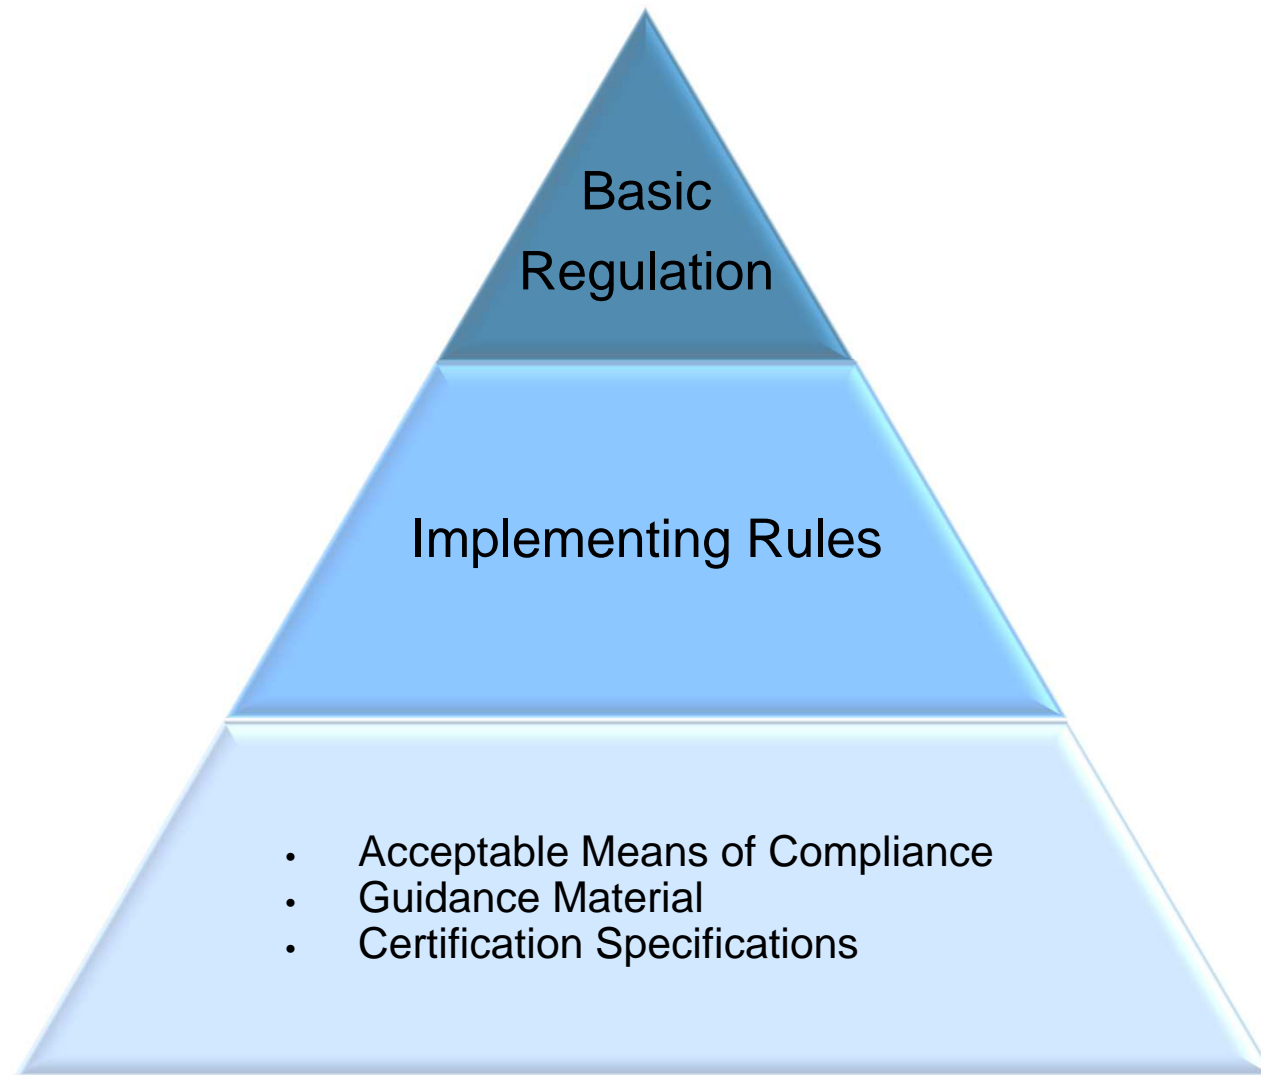 Basic
Regulation
Implementing Rules
• Acceptable Means of Compliance
• Guidance Material
• Certification Specifications